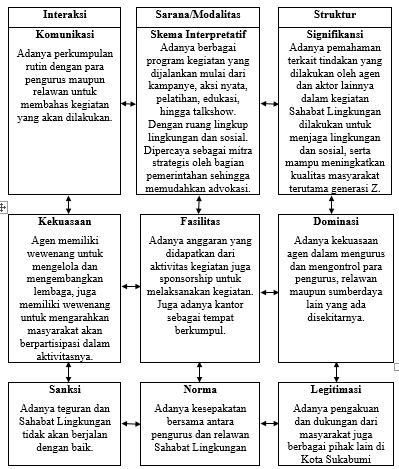 Interaksi
Sarana/Modalitas
Struktur
Komunikasi
Adanya perkumpulan
rutin dengan para
pengurus maupun
relawan untuk
membahas kegiatan
yang akan dilakukan.
Skema Interpretatif
Adanya berbagai
program kegiatan yang
dijalankan mulai dari
kampanye, aksi nyata,
pelatihan, edukasi,
hingga talkshow.
Dengan ruang lingkup
lingkungan dan sosial.
Dipercaya sebagai mitra
strategis oleh bagian
pemerintahan sehingga
memudahkan advokasi.
Signifikansi
Adanya pemahaman
terkait tindakan yang
dilakukan oleh agen
dan aktor lainnya
dalam kegiatan
Sahabat Lingkungan
dilakukan untuk
menjaga lingkungan
dan sosial, serta
mampu meningkatkan
kualitas masyarakat
terutama generasi Z.
Kekuasaan
Agen memiliki
wewenang untuk
mengelola dan
mengembangkan
lembaga, juga
memiliki wewenang
untuk mengarahkan
masyarakat akan
berpartisipasi dalam
aktivitasnya.
Fasilitas
Adanya anggaran yang
didapatkan dari
aktivitas kegiatan juga
sponsorship untuk
melaksanakan kegiatan.
Juga adanya kantor
sebagai tempat
berkumpul.
Dominasi
Adanya kekuasaan
agen dalam mengurus
dan mengontrol para
pengurus, relawan
maupun sumberdaya
lain yang ada
disekitarnya.
Sanksi
Adanya teguran dan
Sahabat Lingkungan
tidak akan berjalan
dengan baik.
Norma
Adanya kesepakatan
bersama antara
pengurus dan relawan
Sahabat Lingkungan
Legitimasi
Adanya pengakuan
dan dukungan dari
masyarakat juga
berbagai pihak lain di
Kota Sukabumi